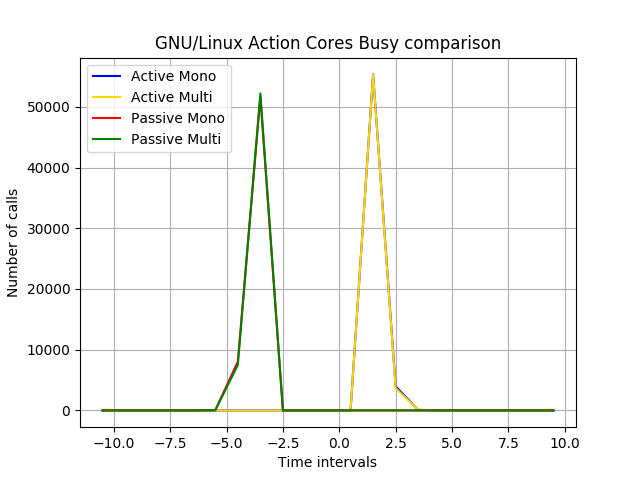 GNU/Linux Action Cores Busy comparison
Active Mono
Active Multi
Passive Mono
Passive Multi
Number of calls
50000
40000
30000
20000
10000
0
−10.0 −7.5 −5.0 −2.5 0.0 2.5 5.0 7.5 10.0
Time intervals